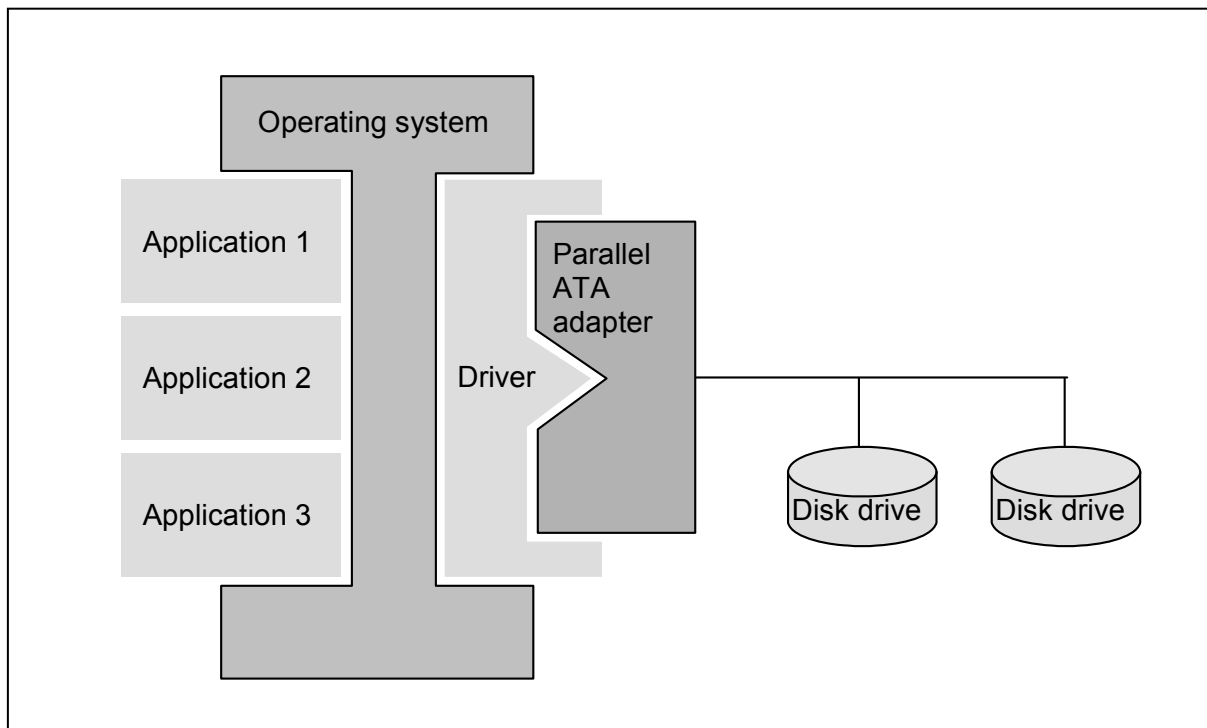 Operating system
Application 1
Application 2
Application 3
Driver
Parallel
ATA
adapter
Disk drive
Disk drive